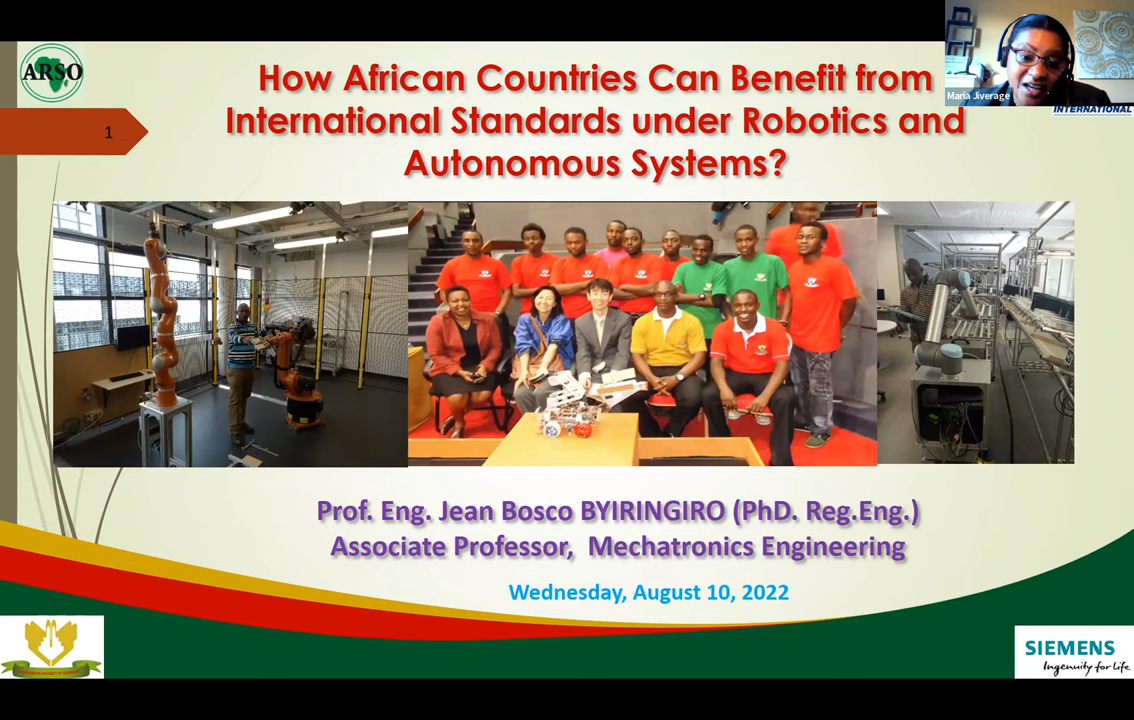 ARSO
1
How African Countries Can Benefit from
International Standards under Robotics and
Autonomous Systems?
Maria Jiverage
INTERNATIONAL
Prof. Eng. Jean Bosco BYIRINGIRO (PhD. Reg.Eng.)
Associate Professor, Mechatronics Engineering
Wednesday, August 10, 2022
SIEMENS
Ingenuity for Life